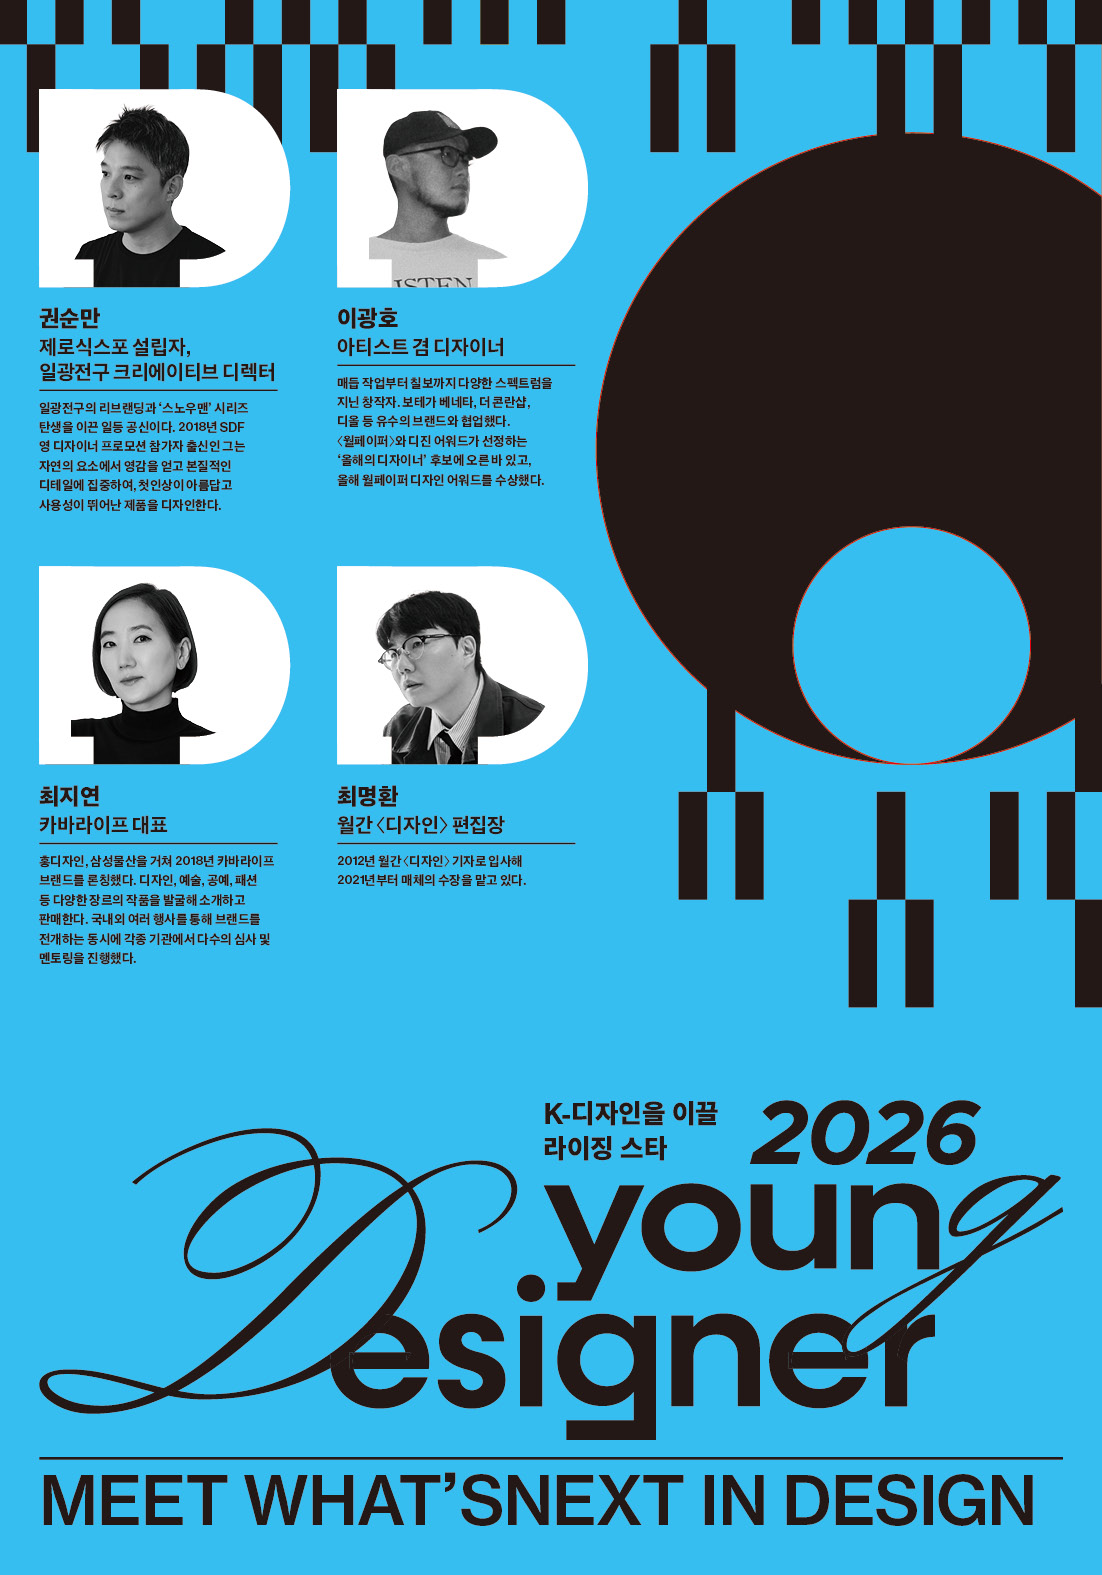 권순만
제로식스포 설립자,
일광전구 크리에이티브 디렉터
일광전구의 리브랜딩과 ‘스노우맨’ 시리즈
탄생을 이끈 일등 공신이다. 2018년 SDF
영 디자이너 프로모션 참가자 출신인 그는
자연의 요소에서 영감을 얻고 본질적인
디테일에 집중하여, 첫인상이 아름답고
사용성이 뛰어난 제품을 디자인한다.
ISTEN
이광호
아티스트 겸 디자이너
매듭 작업부터 칠보까지 다양한 스펙트럼을
지닌 창작자. 보테가 베네타, 더 콘란샵,
디올 등 유수의 브랜드와 협업했다.
〈월페이퍼〉와 디진 어워드가 선정하는
‘올해의 디자이너’ 후보에 오른 바 있고,
올해 월페이퍼 디자인 어워드를 수상했다.
최지연
카바라이프 대표
홍디자인, 삼성물산을 거쳐 2018년 카바라이프
브랜드를 론칭했다. 디자인, 예술, 공예, 패션
등 다양한 장르의 작품을 발굴해 소개하고
판매한다. 국내외 여러 행사를 통해 브랜드를
전개하는 동시에 각종 기관에서 다수의 심사 및
멘토링을 진행했다.
최명환
월간 〈디자인〉 편집장
2012년 월간 〈디자인〉 기자로 입사해
2021년부터 매체의 수장을 맡고 있다.
K-디자인을 이끌
라이징 스타
2026
young
Designer
MEET WHAT’SNEXT IN DESIGN